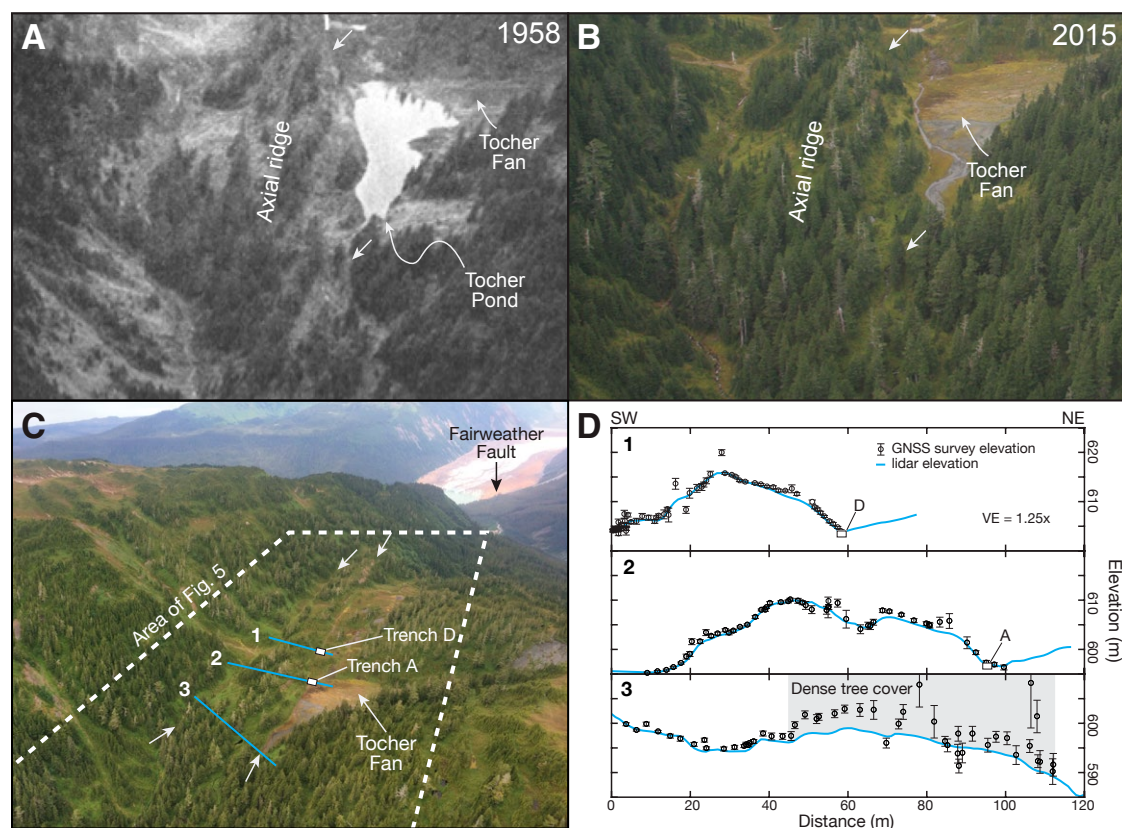 A
1958
Axial ridge
Tocher
Fan
Tocher
Pond
B
2015
Axial ridge
Tocher
Fan
C
Fairweather
Fault
Area of Fig. 5
1
Trench D
2
Trench A
3
Tocher
Fan
D
SW
NE
1
GNSS survey elevation
lidar elevation
620
610
D
VE = 1.25x
2
610
600
A
Elevation (m)
3
Dense tree cover
600
590
0
20
40
60
80
100
120
Distance (m)